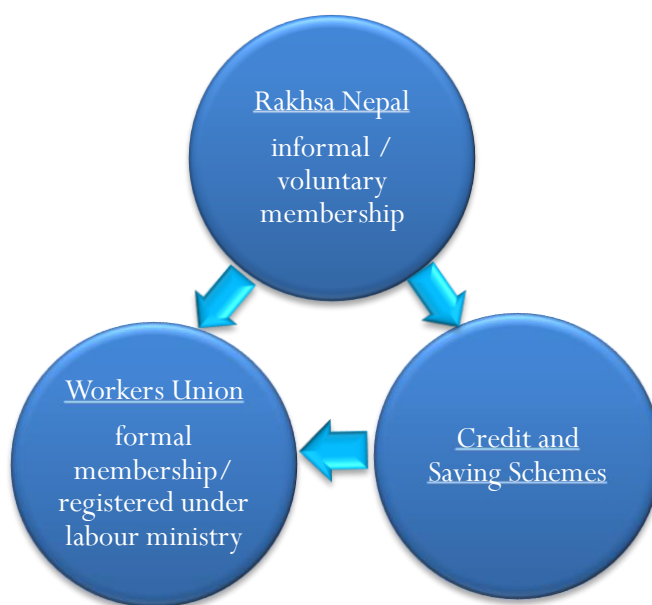 Rakhsa Nepal
informal /
voluntary
membership
Workers Union
formal
membership/
registered under
labour ministry
Credit and
Saving Schemes